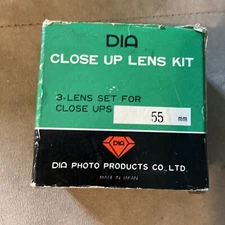 DIA
CLOSE UP LENS KIT
3-LENS SET FOR
CLOSE UPS 55 mm
DIA
DIA PHOTO PRODUCTS CO., LTD.
MADE IN JAPAN